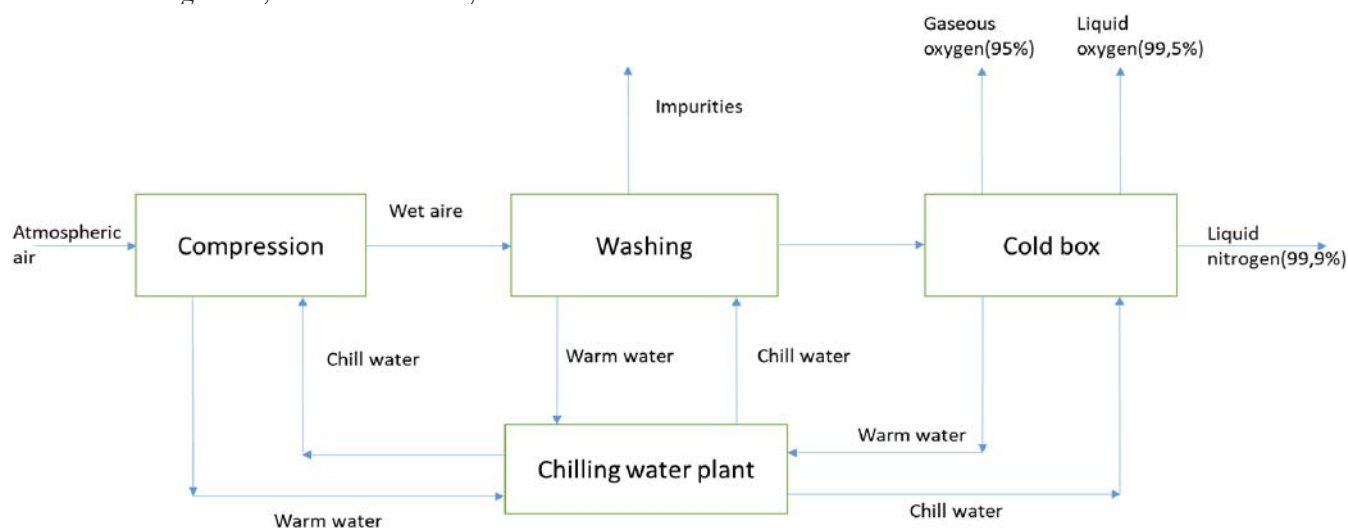 Gaseous
oxygen(95%)
Liquid
oxygen(99,5%)
Impurities
Atmospheric
air
Compression
Wet aire
Washing
Cold box
Liquid
nitrogen(99,9%)
Chill water
Warm water
Chill water
Warm water
Chilling water plant
Warm water
Chill water